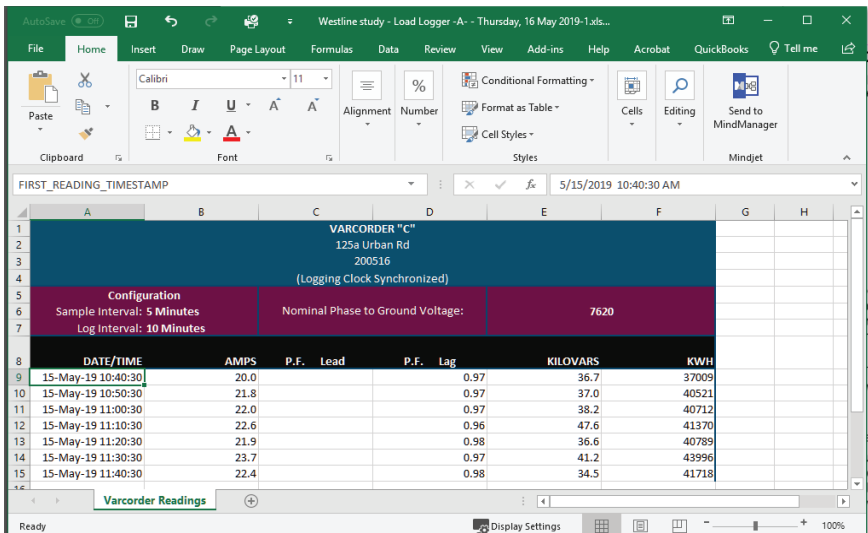 AutoSave Off Westline study - Load Logger -A- - Thursday, 16 May 2019-1.xls...
File Home Insert Draw Page Layout Formulas Data Review View Add-ins Help Acrobat QuickBooks Tell me
Calibri 11
Paste
B I U A A
A
Alignment Number
%
Conditional Formatting
Format as Table
Cell Styles
Cells Editing Send to MindManager
Clipboard Font Styles Mindjet
FIRST_READING_TIMESTAMP fx 5/15/2019 10:40:30 AM
A B C D E F G H
1 VARCORDER "C"
2 125a Urban Rd
3 200516
4 (Logging Clock Synchronized)
5 Configuration
6 Sample Interval: 5 Minutes Nominal Phase to Ground Voltage: 7620
7 Log Interval: 10 Minutes
8 DATE/TIME AMPS P.F. Lead P.F. Lag KILOVARS KWH
9 15-May-19 10:40:30 20.0 0.97 36.7 37009
10 15-May-19 10:50:30 21.8 0.97 37.0 40521
11 15-May-19 11:00:30 22.0 0.97 38.2 40712
12 15-May-19 11:10:30 22.6 0.96 47.6 41370
13 15-May-19 11:20:30 21.9 0.98 36.6 40789
14 15-May-19 11:30:30 23.7 0.97 41.2 43996
15 15-May-19 11:40:30 22.4 0.98 34.5 41718
Varcorder Readings
Ready Display Settings 100%